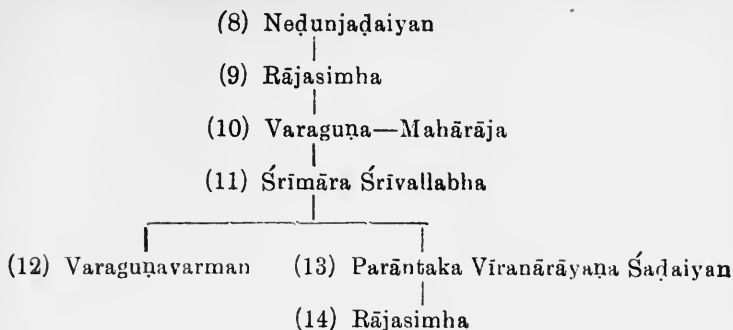 (8) Neḍunjaḍaiyan
(9) Rājasimha
(10) Varaguṇa—Mahārāja
(11) Śrīmāra Śrīvallabha
(12) Varaguṇavarman (13) Parāntaka Vīranārāyaṇa Śaḍaiyan
(14) Rājasimha